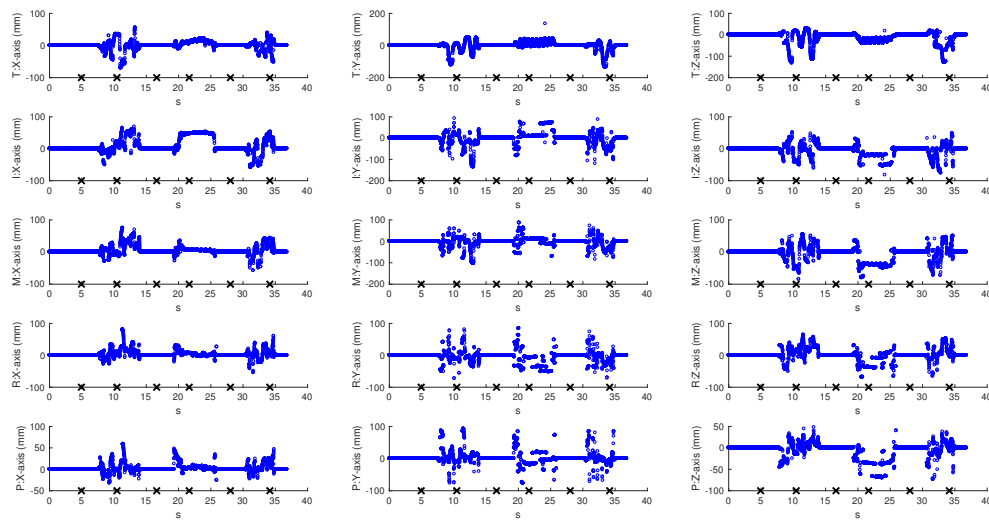 100 200 100
T:X-axis (mm) 0 T:Y-axis (mm) 0 T:Z-axis (mm) 0
-100 -200 -200
0 5 10 15 20 25 30 35 40 0 5 10 15 20 25 30 35 40 0 5 10 15 20 25 30 35 40
s s s
100 100 100
I:X-axis (mm) 0 I:Y-axis (mm) 0 I:Z-axis (mm) 0
-100
-100 -200 -100
0 5 10 15 20 25 30 35 40 0 5 10 15 20 25 30 35 40 0 5 10 15 20 25 30 35 40
s s s
100 100 100
M:X-axis (mm) 0 M:Y-axis (mm) 0 M:Z-axis (mm) 0
-100
-100 -200 -100
0 5 10 15 20 25 30 35 40 0 5 10 15 20 25 30 35 40 0 5 10 15 20 25 30 35 40
s s s
100 100 100
R:X-axis (mm) 0 R:Y-axis (mm) 0 R:Z-axis (mm) 0
-100 -100 -100
0 5 10 15 20 25 30 35 40 0 5 10 15 20 25 30 35 40 0 5 10 15 20 25 30 35 40
s s s
100 100 50
50 0
P:X-axis (mm) 0 P:Y-axis (mm) 0 P:Z-axis (mm) -50
-50 -100 -100
0 5 10 15 20 25 30 35 40 0 5 10 15 20 25 30 35 40 0 5 10 15 20 25 30 35 40
s s s